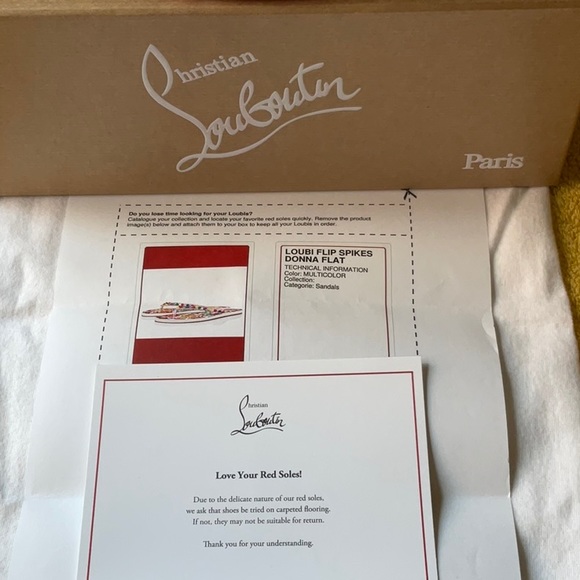 Christian
Louboutin
Paris
Do you lose time looking for your Loubis?
Catalogue your collection and locate your favorite red soles quickly. Remove the product
image(s) below and attach them to your box to keep all your Loubis in order.
LOUBI FLIP SPIKES
DONNA FLAT
TECHNICAL INFORMATION
Color: MULTICOLOR
Collection:
Categorie: Sandals
Christian
Louboutin
Love Your Red Soles!
Due to the delicate nature of our red soles,
we ask that shoes be tried on carpeted flooring.
If not, they may not be suitable for return.
Thank you for your understanding.